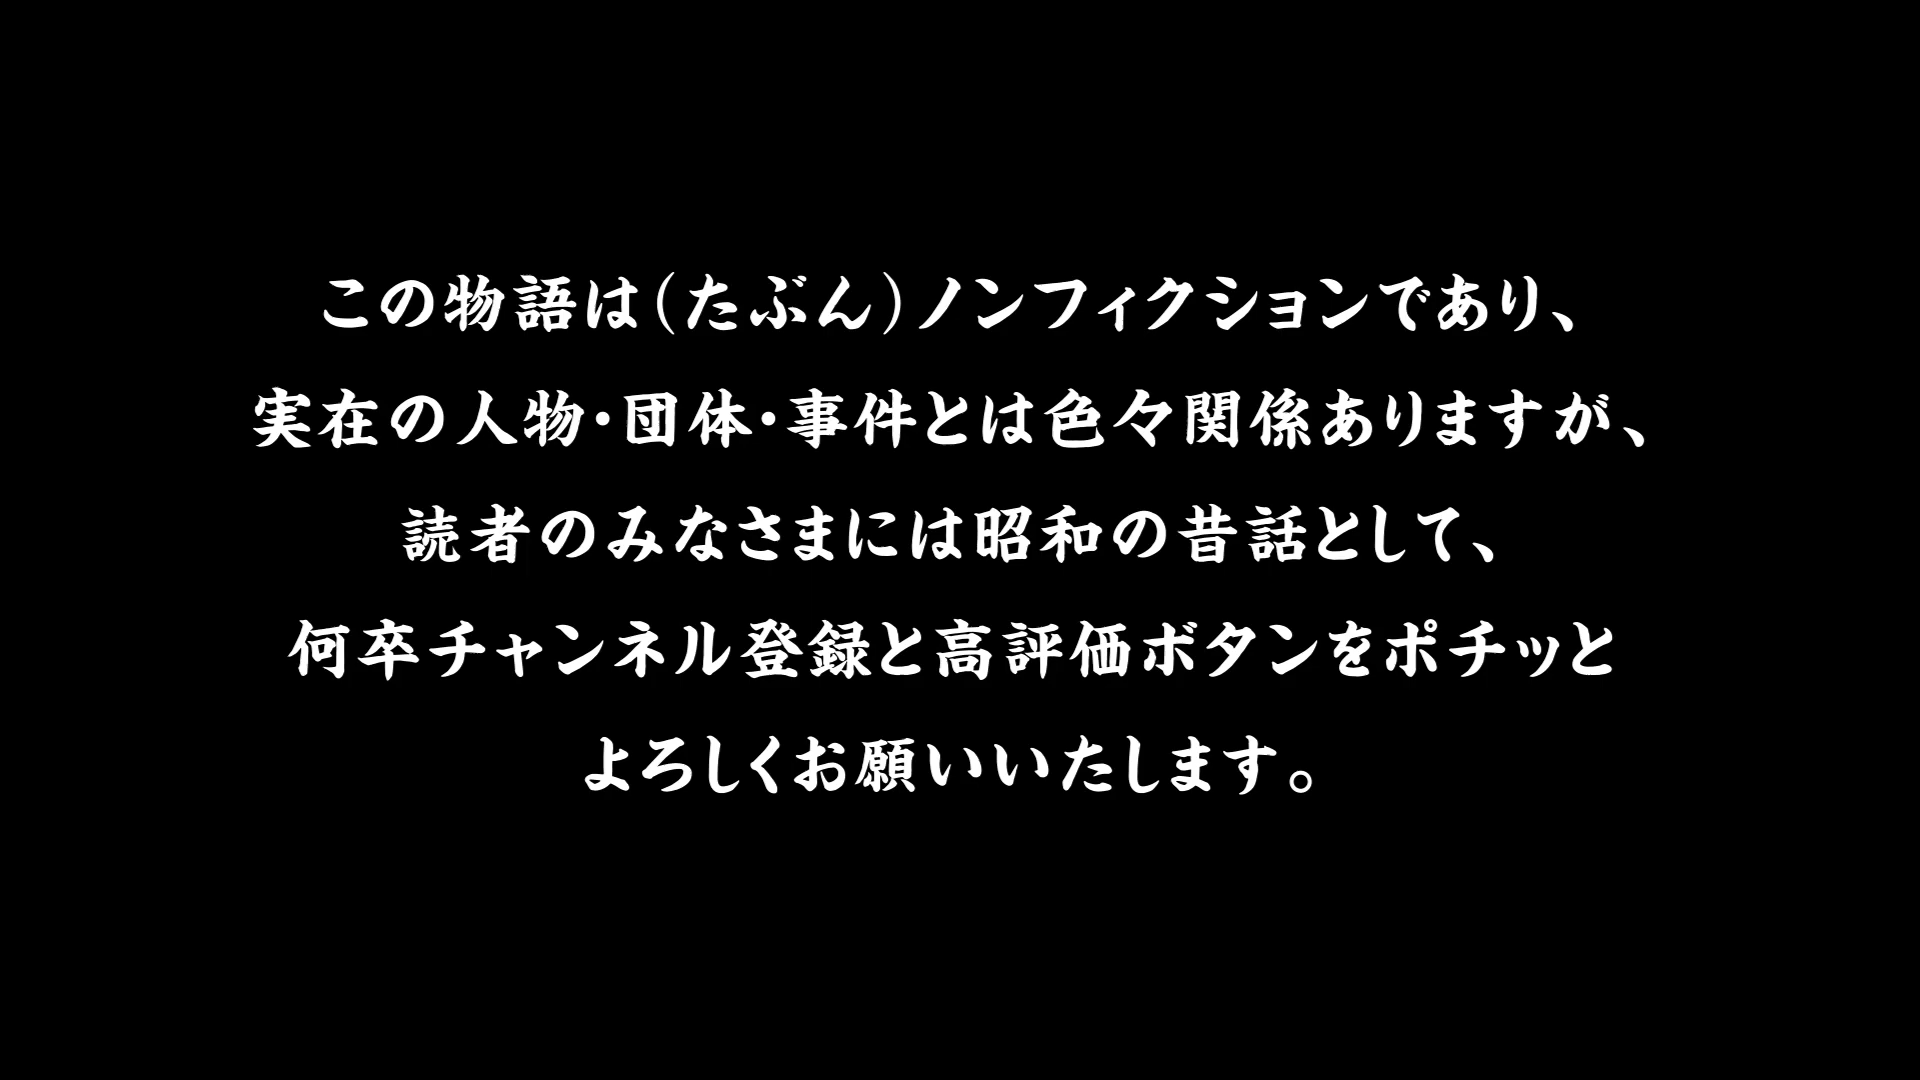 この物語は(たぶん)ノンフィクションであり、
実在の人物・団体・事件とは色々関係ありますが、
読者のみなさまには昭和の昔話として、
何卒チャンネル登録と高評価ボタンをポチッと
よろしくお願いいたします。